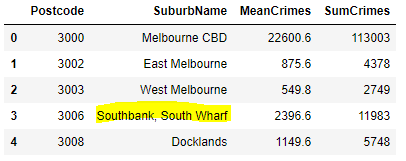 Postcode SuburbName MeanCrimes SumCrimes
0 3000 Melbourne CBD 22600.6 113003
1 3002 East Melbourne 875.6 4378
2 3003 West Melbourne 549.8 2749
3 3006 Southbank, South Wharf 2396.6 11983
4 3008 Docklands 1149.6 5748